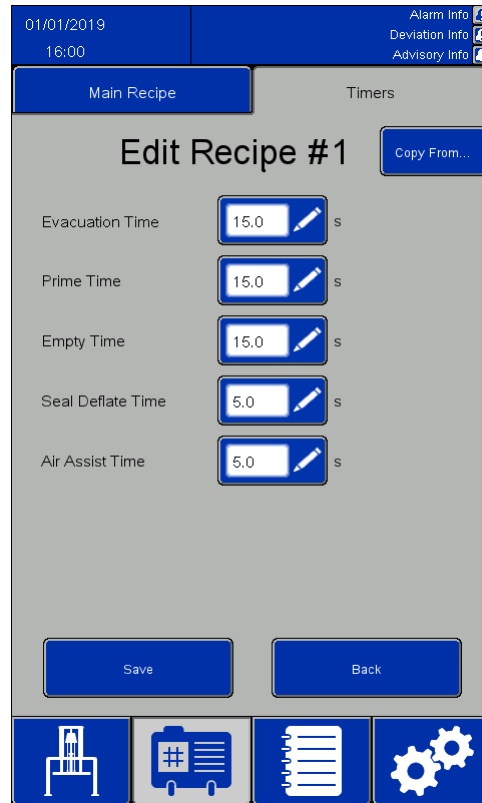 01/01/2019
16:00
Alarm Info
Deviation Info
Advisory Info
Main Recipe
Timers
Edit Recipe #1
Copy From...
Evacuation Time 15.0 s
Prime Time 15.0 s
Empty Time 15.0 s
Seal Deflate Time 5.0 s
Air Assist Time 5.0 s
Save
Back
#